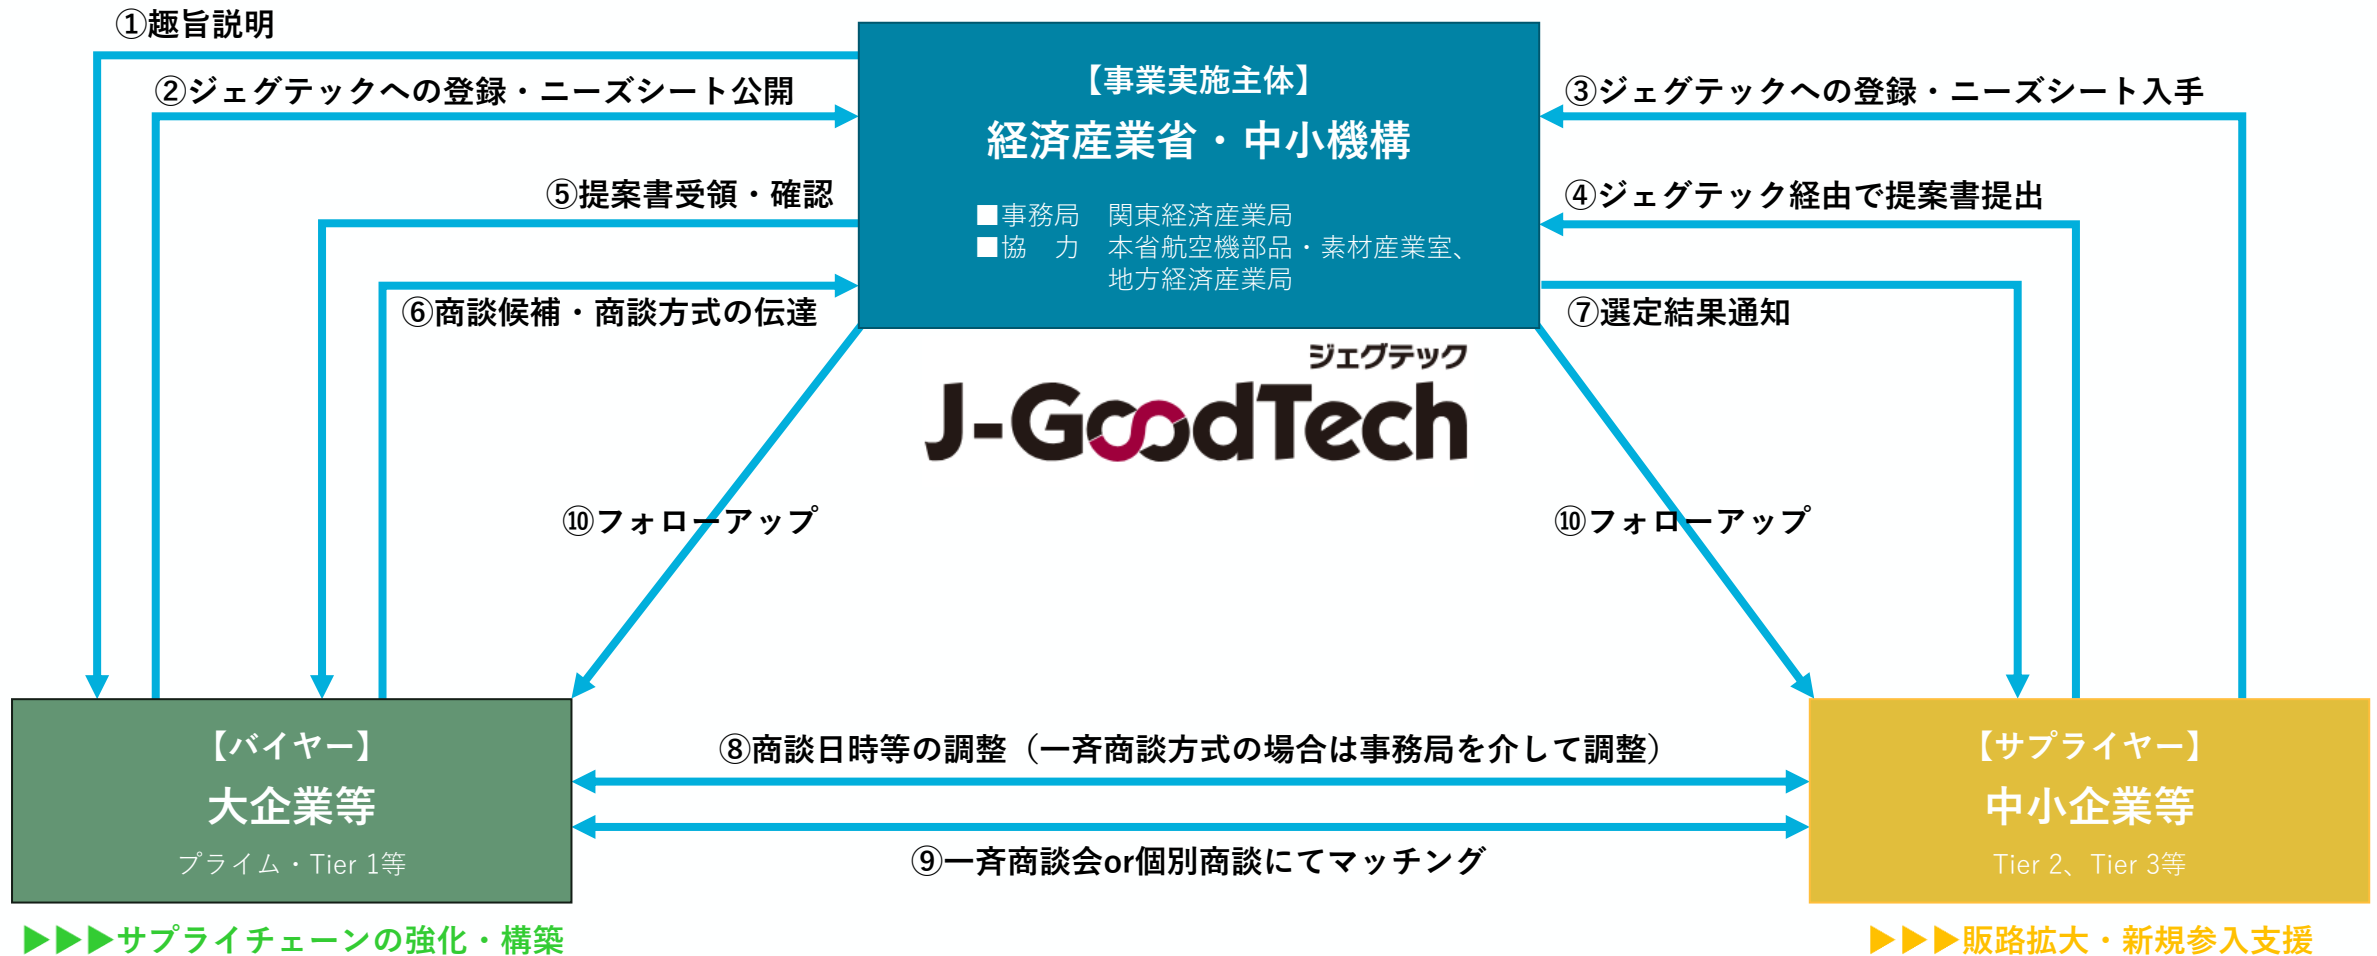 ①趣旨説明
②ジェグテックへの登録・ニーズシート公開
⑤提案書受領・確認
⑥商談候補・商談方式の伝達
【事業実施主体】
経済産業省・中小機構
■事務局　関東経済産業局
■協　力　本省航空機部品・素材産業室、
地方経済産業局
③ジェグテックへの登録・ニーズシート入手
④ジェグテック経由で提案書提出
⑦選定結果通知
ジェグテック
J-GoodTech
⑩フォローアップ
⑩フォローアップ
【バイヤー】
大企業等
プライム・Tier 1等
⑧商談日時等の調整（一斉商談方式の場合は事務局を介して調整）
⑨一斉商談会or個別商談にてマッチング
【サプライヤー】
中小企業等
Tier 2、Tier 3等
▶▶▶サプライチェーンの強化・構築
▶▶▶販路拡大・新規参入支援